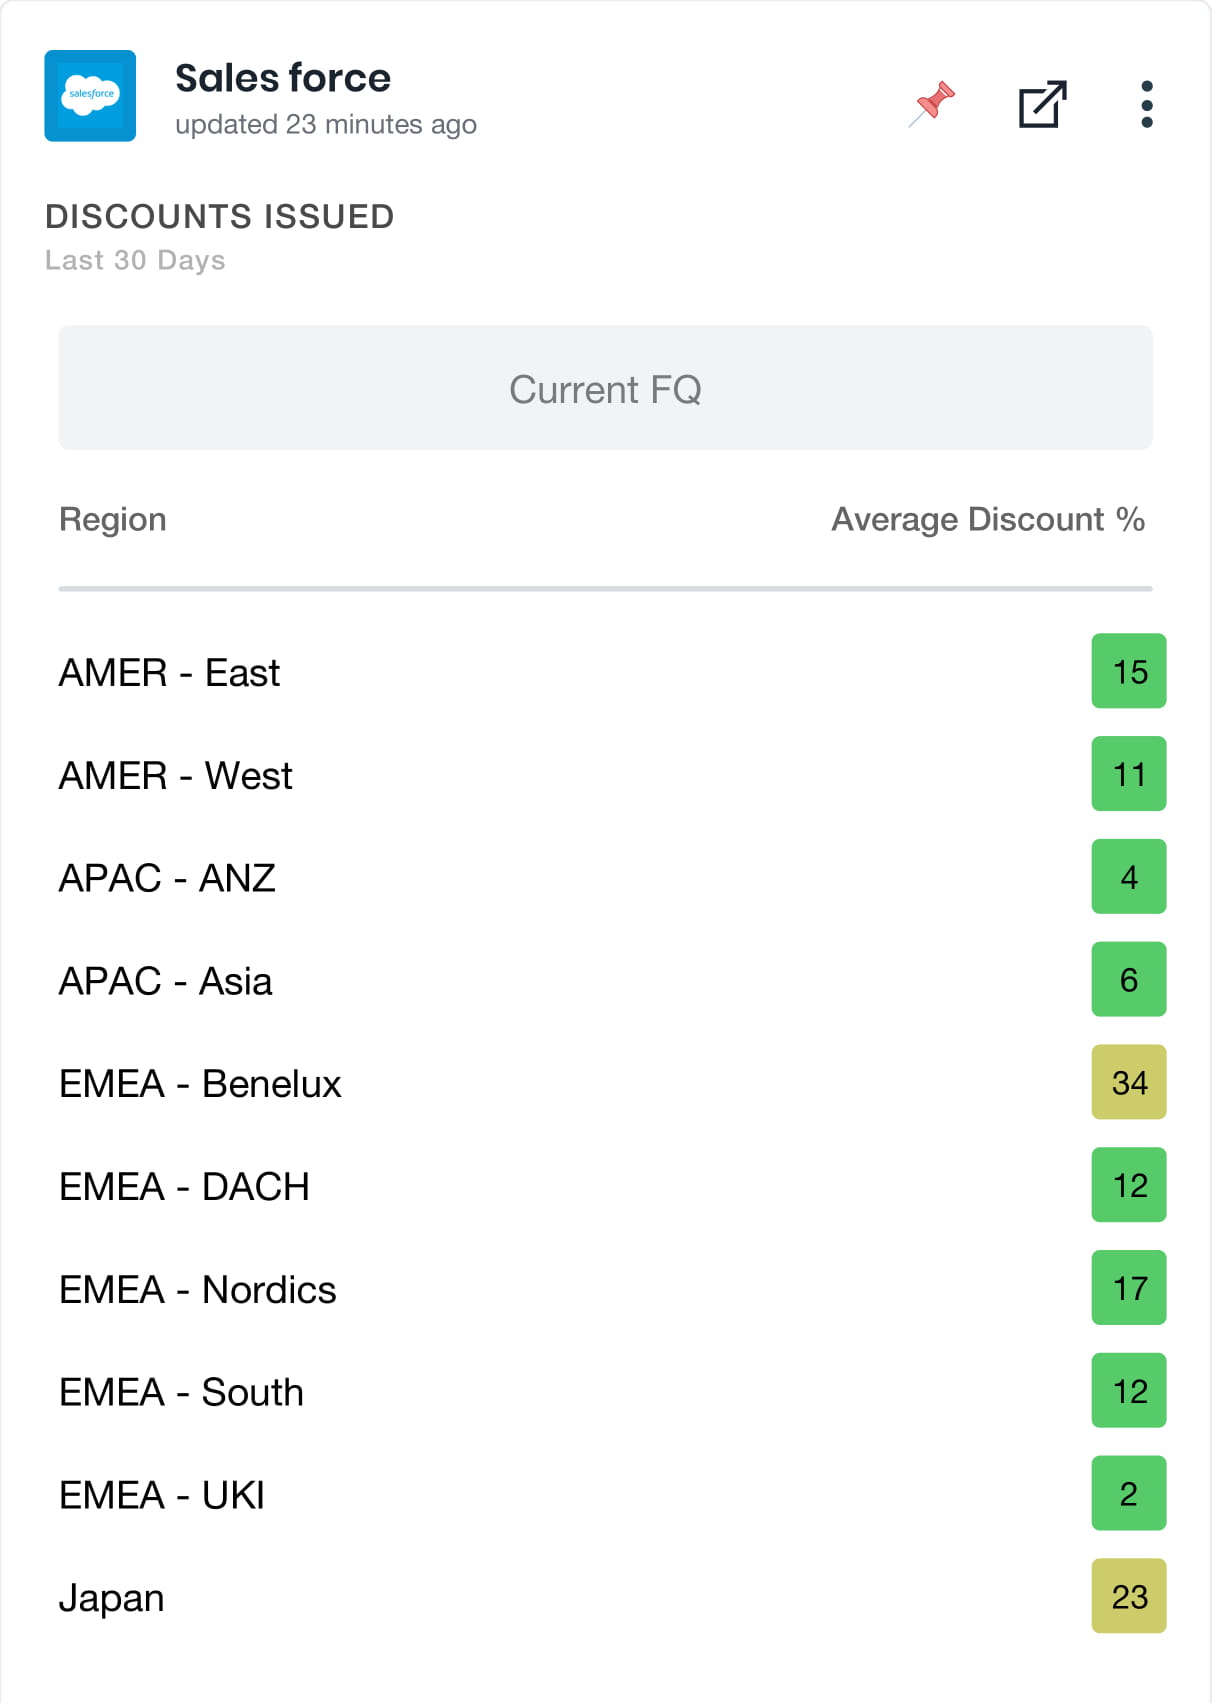 salesforce
Sales force
updated 23 minutes ago
DISCOUNTS ISSUED
Last 30 Days
Current FQ
Region Average Discount %
AMER - East 15
AMER - West 11
APAC - ANZ 4
APAC - Asia 6
EMEA - Benelux 34
EMEA - DACH 12
EMEA - Nordics 17
EMEA - South 12
EMEA - UKI 2
Japan 23